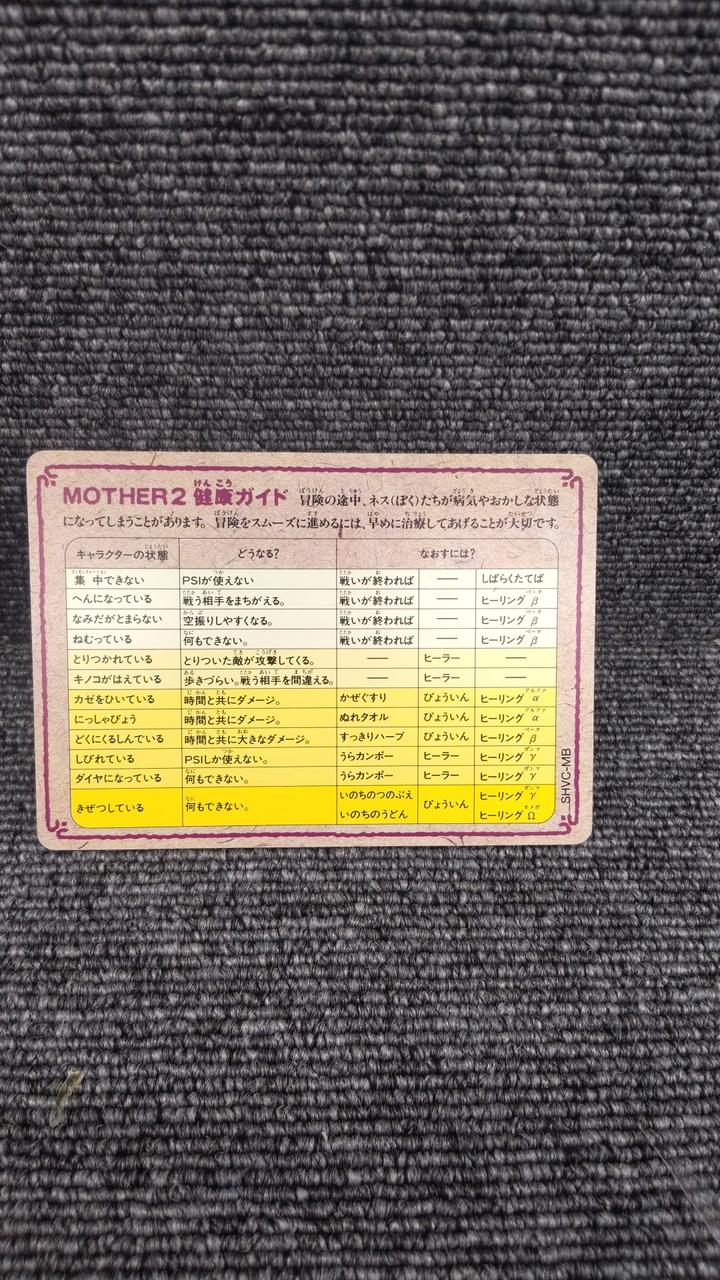 MOTHER2 健康ガイド 冒険の途中、ネス(ぼく)たちが病気やおかしな状態
になってしまうことがあります。冒険をスムーズに進めるには、早めに治療してあげることが大切です。
キャラクターの状態 どうなる? なおすには?
集中できない PSIが使えない 戦いが終われば — しばらくたてば
へんになっている 戦う相手をまちがえる。 戦いが終われば — ヒーリング β
なみだがとまらない 空振りしやすくなる。 戦いが終われば — ヒーリング β
ねむっている 何もできない。 戦いが終われば — ヒーリング β
とりつかれている とりついた敵が攻撃してくる。 — ヒーラー —
キノコがはえている 歩きづらい。戦う相手を間違える。 — ヒーラー —
カゼをひいている 時間と共にダメージ。 かぜぐすり びょういん ヒーリング α
にっしゃびょう 時間と共にダメージ。 ぬれタオル びょういん ヒーリング α
どくにくるしんでいる 時間と共に大きなダメージ。 すっきりハーブ びょういん ヒーリング β
しびれている PSIしか使えない。 うらカンポー ヒーラー ヒーリング γ
ダイヤになっている 何もできない。 うらカンポー ヒーラー ヒーリング γ
きぜつしている 何もできない。 いのちのつのぶえ びょういん ヒーリング γ
いのちのうどん ヒーリング Ω
SHVC-MB